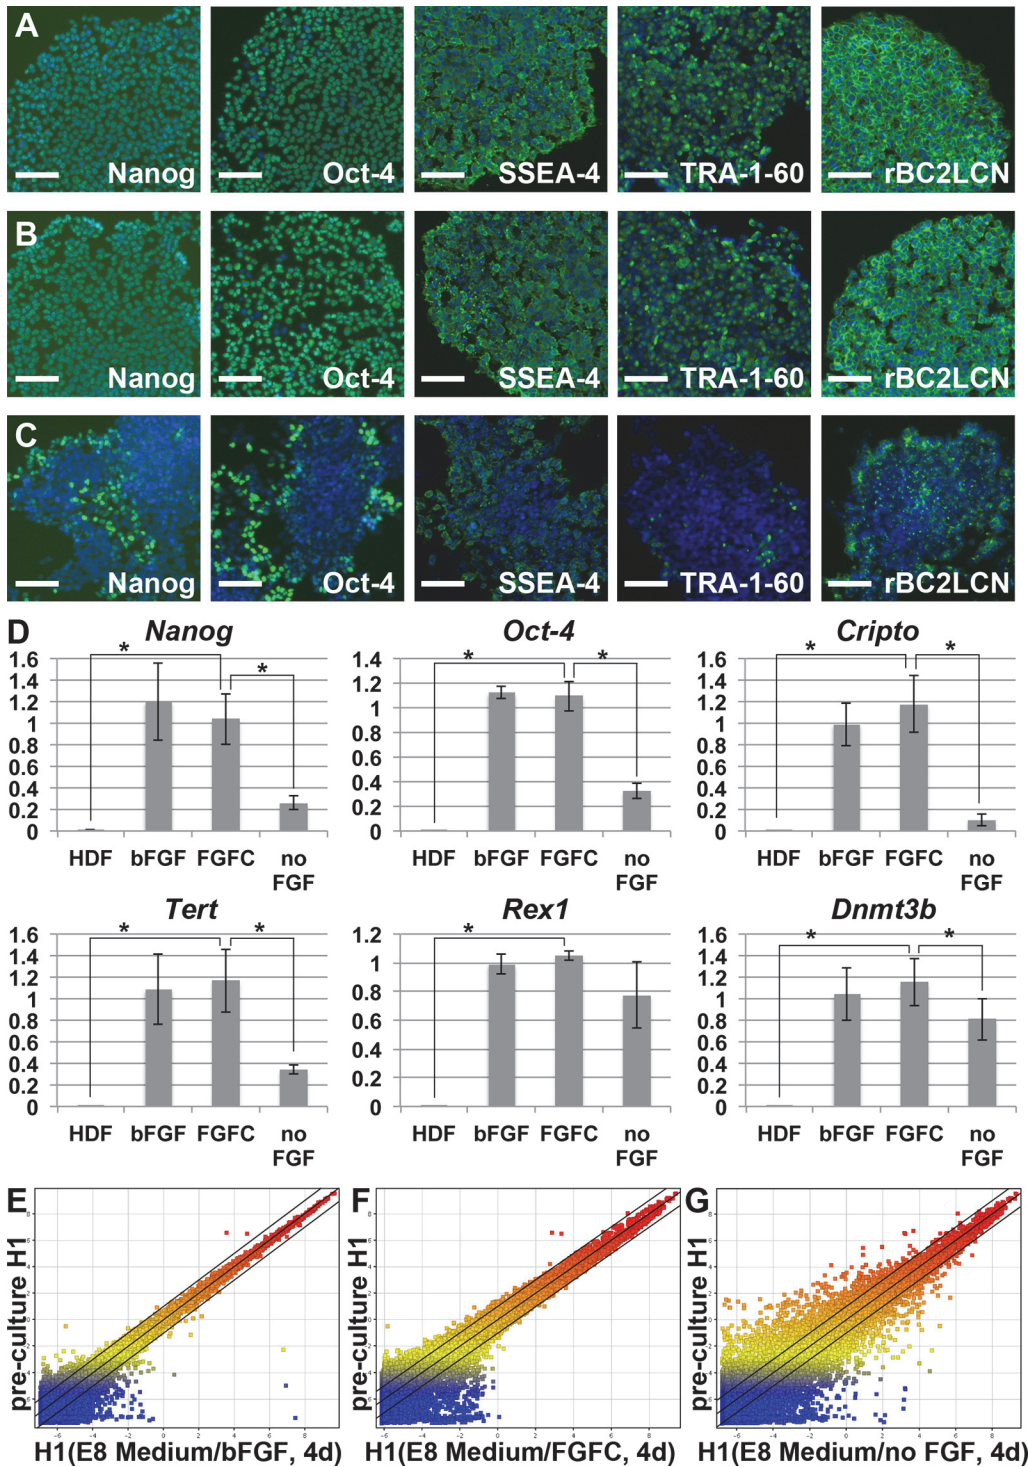 A
Nanog
Oct-4
SSEA-4
TRA-1-60
rBC2LCN
B
Nanog
Oct-4
SSEA-4
TRA-1-60
rBC2LCN
C
Nanog
Oct-4
SSEA-4
TRA-1-60
rBC2LCN
D
Nanog
*
*
1.6
1.4
1.2
1
0.8
0.6
0.4
0.2
0
HDF bFGF FGFC no FGF
Oct-4
*
*
1.4
1.2
1
0.8
0.6
0.4
0.2
0
HDF bFGF FGFC no FGF
Cripto
*
*
1.6
1.4
1.2
1
0.8
0.6
0.4
0.2
0
HDF bFGF FGFC no FGF
Tert
*
*
1.6
1.4
1.2
1
0.8
0.6
0.4
0.2
0
HDF bFGF FGFC no FGF
Rex1
*
1.2
1
0.8
0.6
0.4
0.2
0
HDF bFGF FGFC no FGF
Dnmt3b
*
*
1.6
1.4
1.2
1
0.8
0.6
0.4
0.2
0
HDF bFGF FGFC no FGF
E
pre-culture H1
H1(E8 Medium/bFGF, 4d)
F
pre-culture H1
H1(E8 Medium/FGFC, 4d)
G
pre-culture H1
H1(E8 Medium/no FGF, 4d)